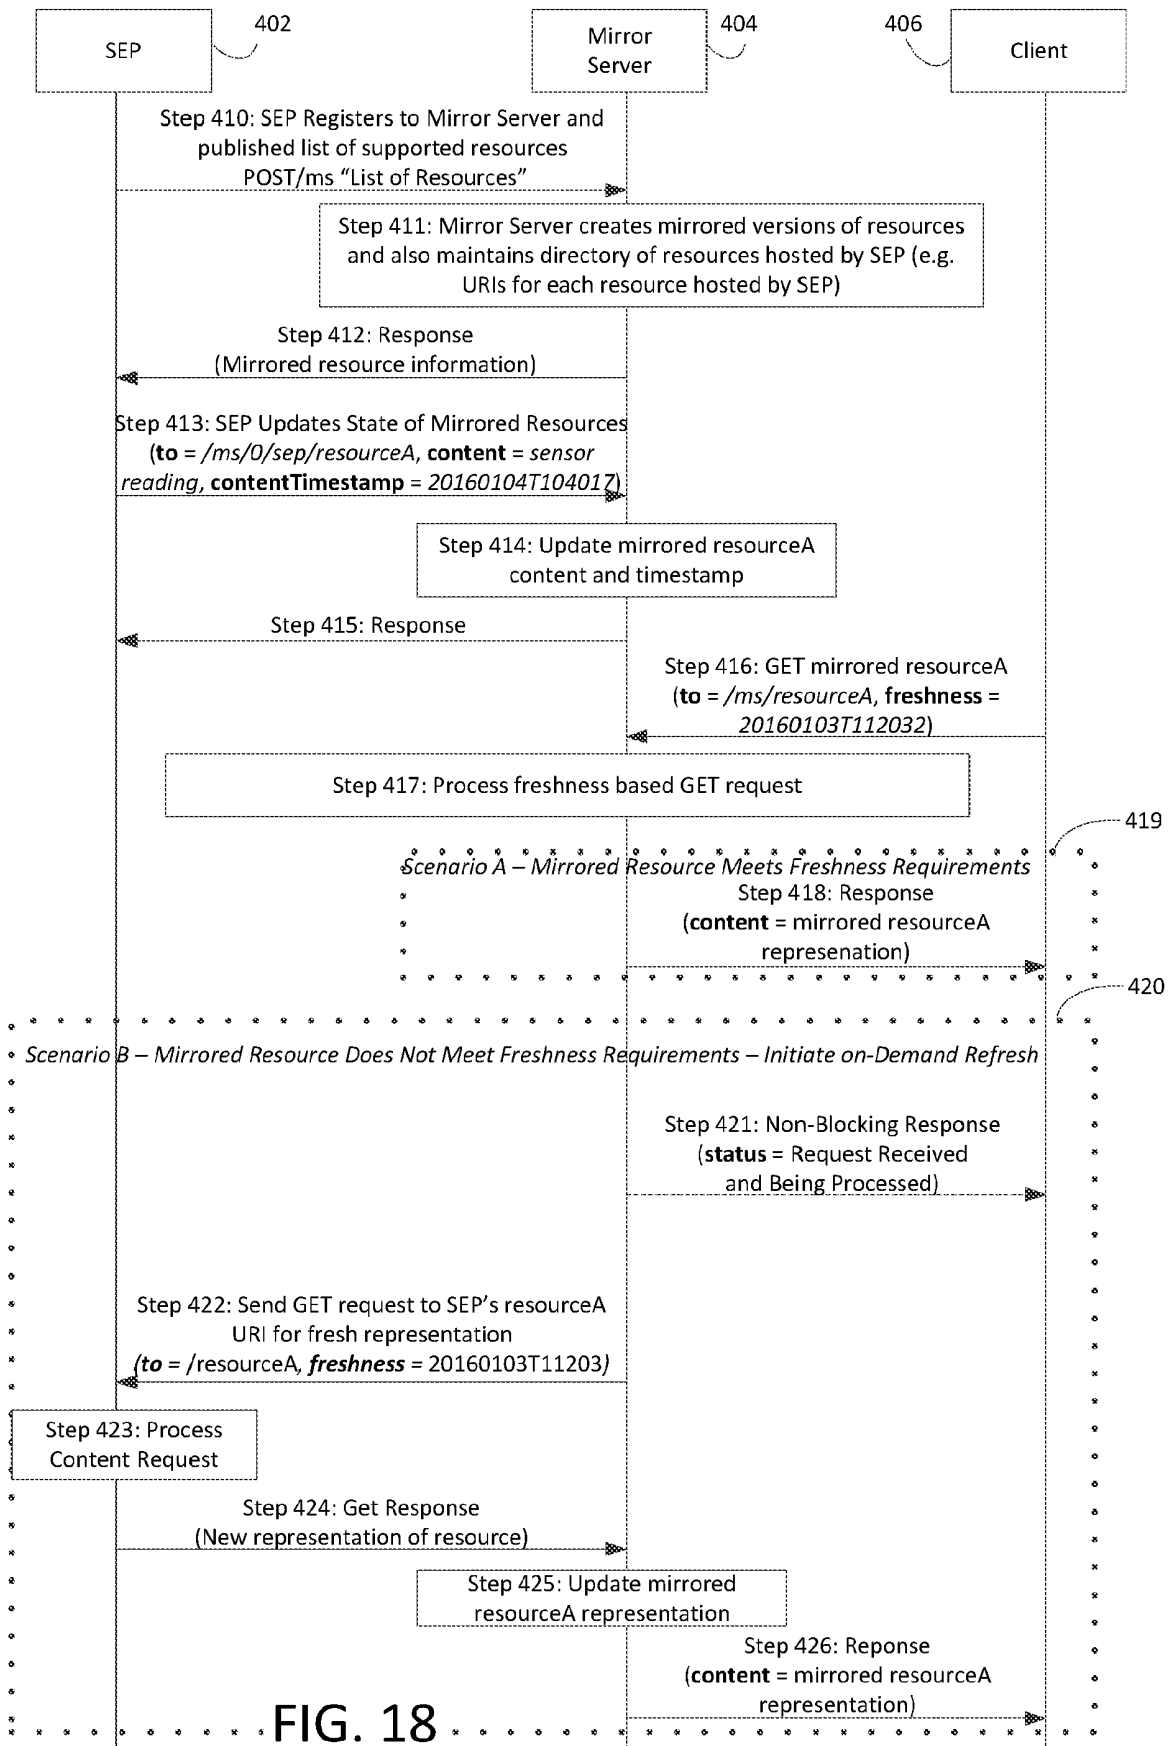 SEP
402
Mirror
Server
404
406
Client
Step 410: SEP Registers to Mirror Server and
published list of supported resources
POST/ms “List of Resources”
Step 411: Mirror Server creates mirrored versions of resources
and also maintains directory of resources hosted by SEP (e.g.
URIs for each resource hosted by SEP)
Step 412: Response
(Mirrored resource information)
Step 413: SEP Updates State of Mirrored Resources
(to = /ms/0/sep/resourceA, content = sensor
reading, contentTimestamp = 20160104T104017)
Step 414: Update mirrored resourceA
content and timestamp
Step 415: Response
Step 416: GET mirrored resourceA
(to = /ms/resourceA, freshness =
20160103T112032)
Step 417: Process freshness based GET request
419
Scenario A – Mirrored Resource Meets Freshness Requirements
Step 418: Response
(content = mirrored resourceA
represenation)
420
Scenario B – Mirrored Resource Does Not Meet Freshness Requirements – Initiate on-Demand Refresh
Step 421: Non-Blocking Response
(status = Request Received
and Being Processed)
Step 422: Send GET request to SEP’s resourceA
URI for fresh representation
(to = /resourceA, freshness = 20160103T11203)
Step 423: Process
Content Request
Step 424: Get Response
(New representation of resource)
Step 425: Update mirrored
resourceA representation
Step 426: Reponse
(content = mirrored resourceA
representation)
FIG. 18